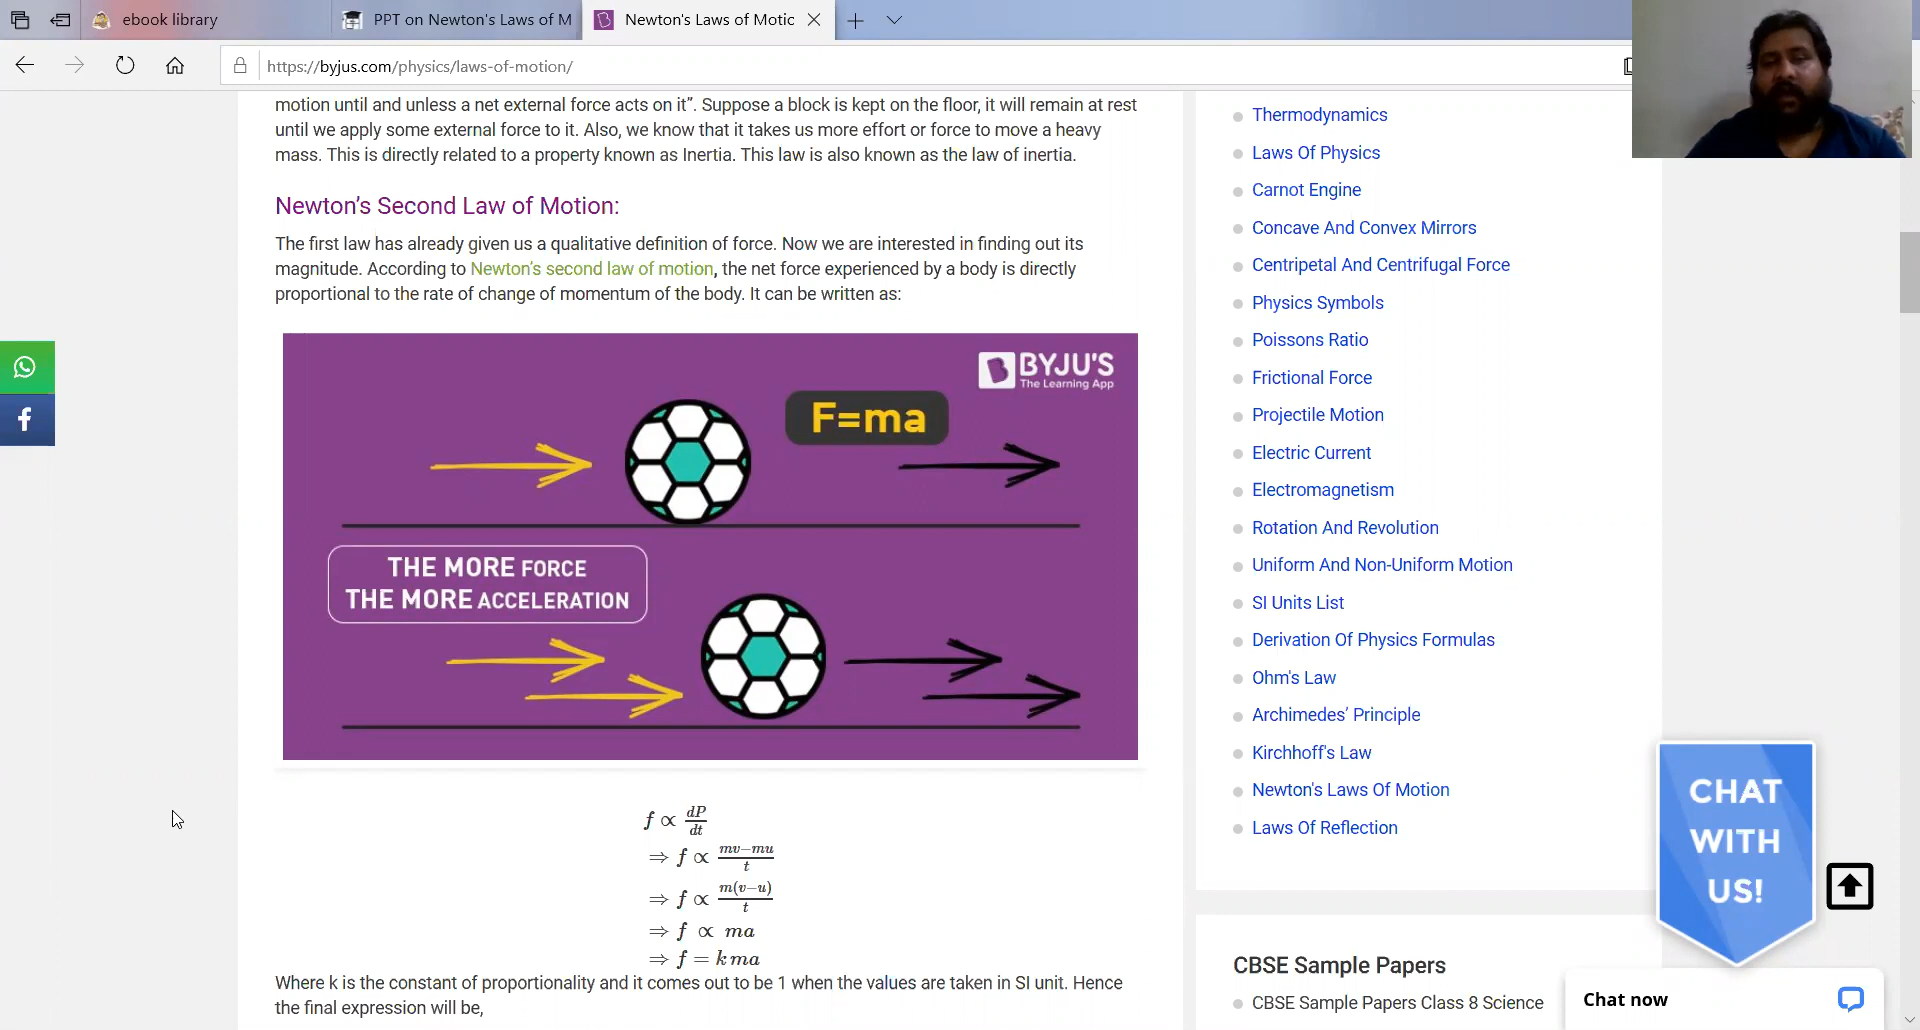 ebook library
PPT on Newton's Laws of M
Newton's Laws of Motic
https://byjus.com/physics/laws-of-motion/
motion until and unless a net external force acts on it”. Suppose a block is kept on the floor, it will remain at rest
until we apply some external force to it. Also, we know that it takes us more effort or force to move a heavy
mass. This is directly related to a property known as Inertia. This law is also known as the law of inertia.
Newton’s Second Law of Motion:
The first law has already given us a qualitative definition of force. Now we are interested in finding out its
magnitude. According to Newton’s second law of motion, the net force experienced by a body is directly
proportional to the rate of change of momentum of the body. It can be written as:
BYJU'S
The Learning App
F=ma
THE MORE FORCE
THE MORE ACCELERATION
f ∝ dP/dt
⇒ f ∝ mv−mu/t
⇒ f ∝ m(v−u)/t
⇒ f ∝ ma
⇒ f = k ma
Where k is the constant of proportionality and it comes out to be 1 when the values are taken in SI unit. Hence
the final expression will be,
Thermodynamics
Laws Of Physics
Carnot Engine
Concave And Convex Mirrors
Centripetal And Centrifugal Force
Physics Symbols
Poissons Ratio
Frictional Force
Projectile Motion
Electric Current
Electromagnetism
Rotation And Revolution
Uniform And Non-Uniform Motion
SI Units List
Derivation Of Physics Formulas
Ohm's Law
Archimedes’ Principle
Kirchhoff's Law
Newton's Laws Of Motion
Laws Of Reflection
CBSE Sample Papers
CBSE Sample Papers Class 8 Science
CHAT
WITH
US!
Chat now